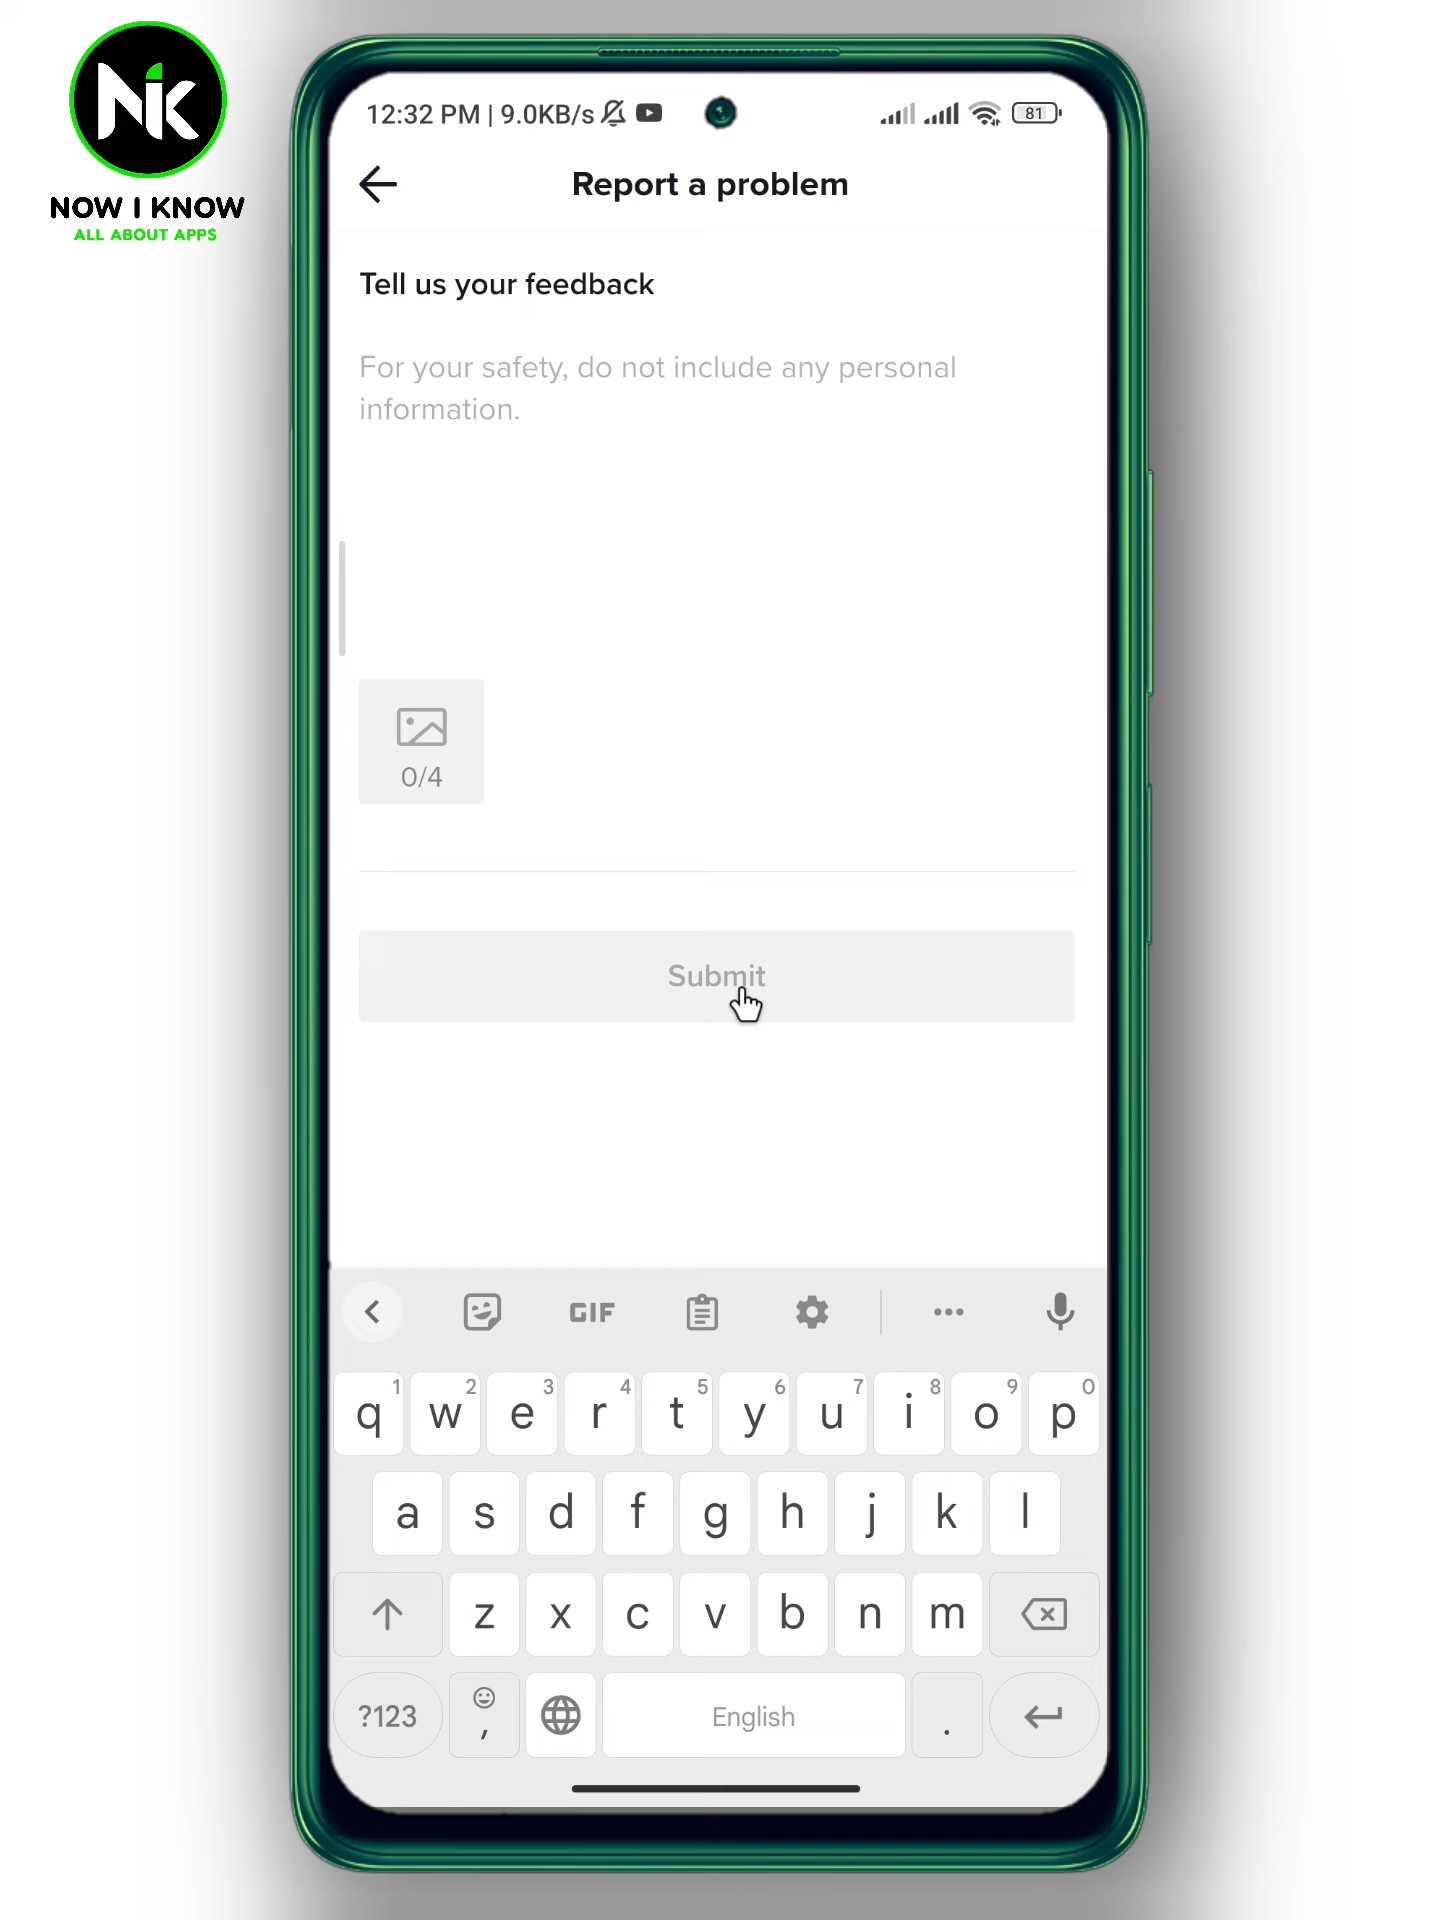 NiK
NOW I KNOW
ALL ABOUT APPS
12:32 PM | 9.0KB/s
81
Report a problem
Tell us your feedback
For your safety, do not include any personal
information.
0/4
Submit
GIF
1 2 3 4 5 6 7 8 9 0
q w e r t y u i o p
a s d f g h j k l
z x c v b n m
?123 , English .